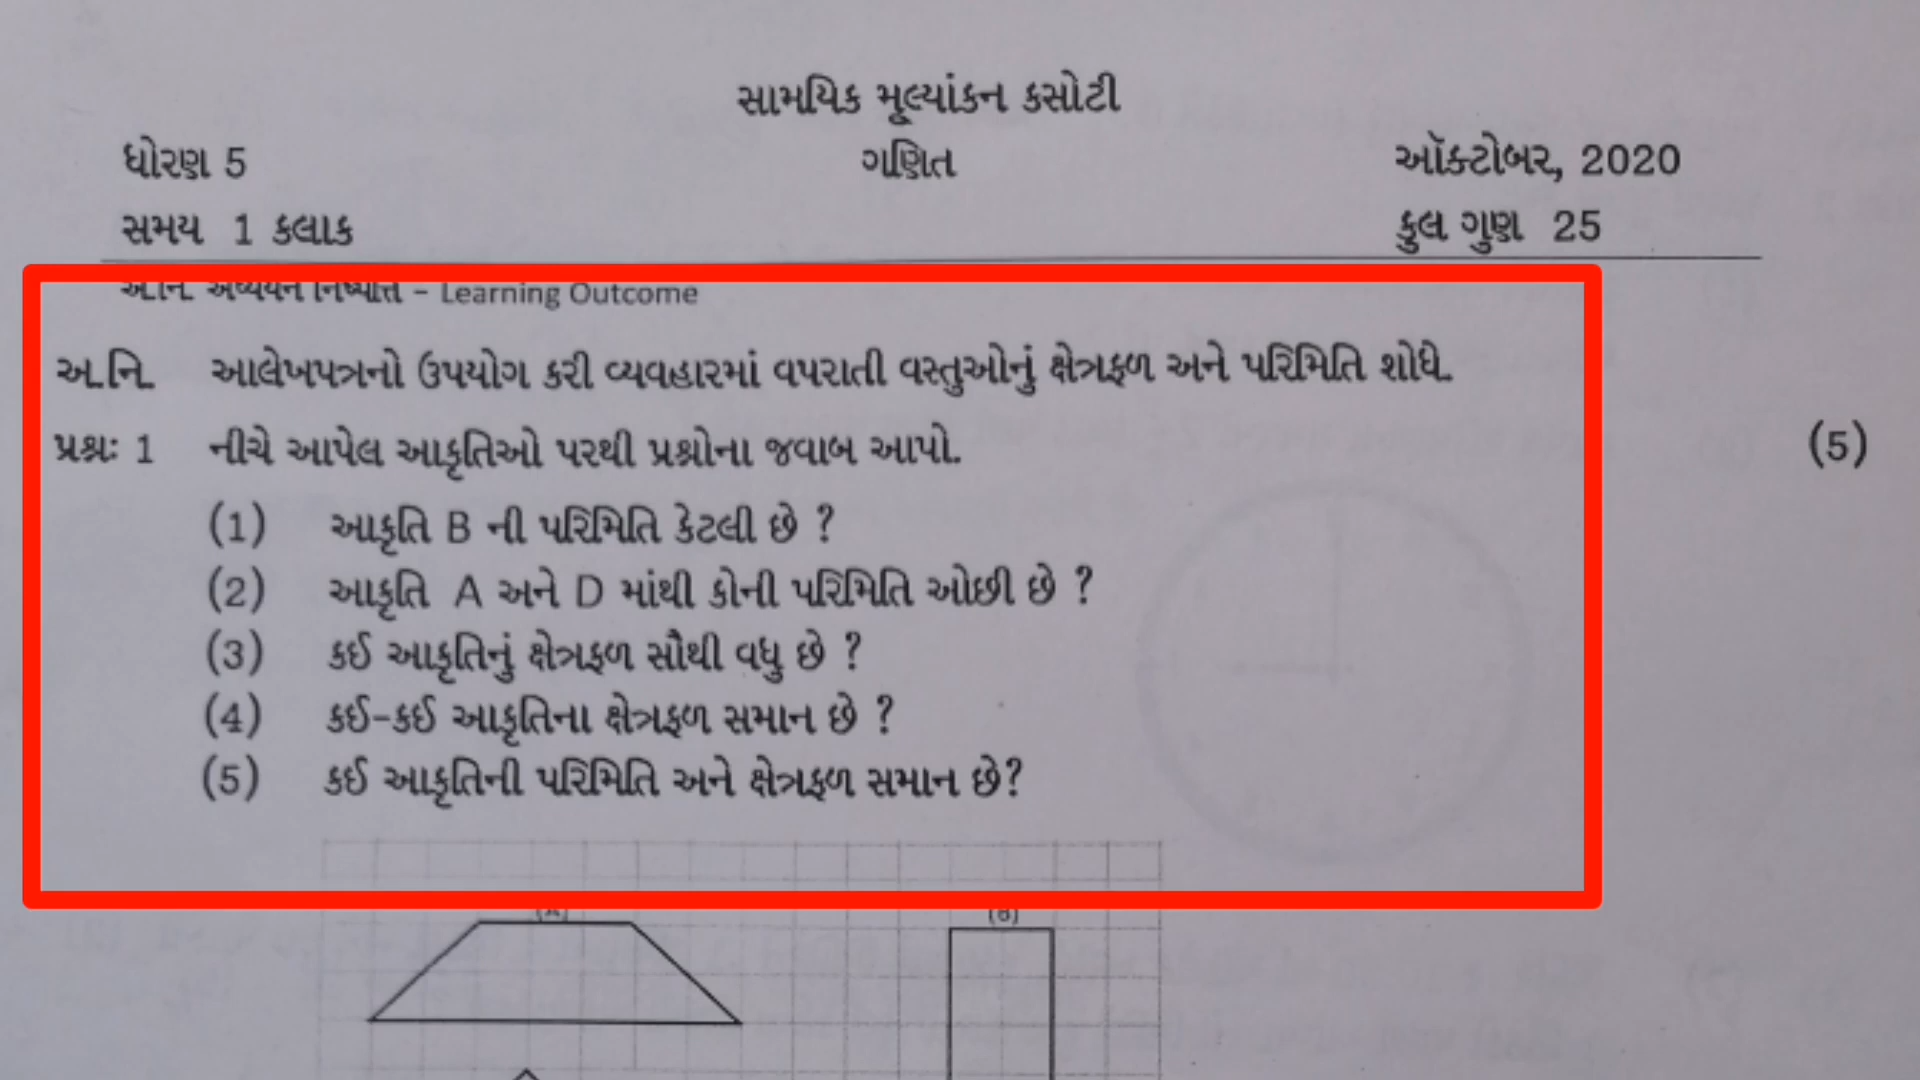 સામયિક મૂલ્યાંકન કસોટી
ધોરણ 5 ગણિત ઑક્ટોબર, 2020
સમય 1 કલાક કુલ ગુણ 25
અ.નિ. અધ્યયન નિષ્પત્તિ – Learning Outcome
અ.નિ. આલેખપત્રનો ઉપયોગ કરી વ્યવહારમાં વપરાતી વસ્તુઓનું ક્ષેત્રફળ અને પરિમિતિ શોધે.
પ્રશ્નઃ 1 નીચે આપેલ આકૃતિઓ પરથી પ્રશ્નોના જવાબ આપો. (5)
(1) આકૃતિ B ની પરિમિતિ કેટલી છે ?
(2) આકૃતિ A અને D માંથી કોની પરિમિતિ ઓછી છે ?
(3) કઈ આકૃતિનું ક્ષેત્રફળ સૌથી વધુ છે ?
(4) કઈ-કઈ આકૃતિના ક્ષેત્રફળ સમાન છે ?
(5) કઈ આકૃતિની પરિમિતિ અને ક્ષેત્રફળ સમાન છે?
(A) (B)